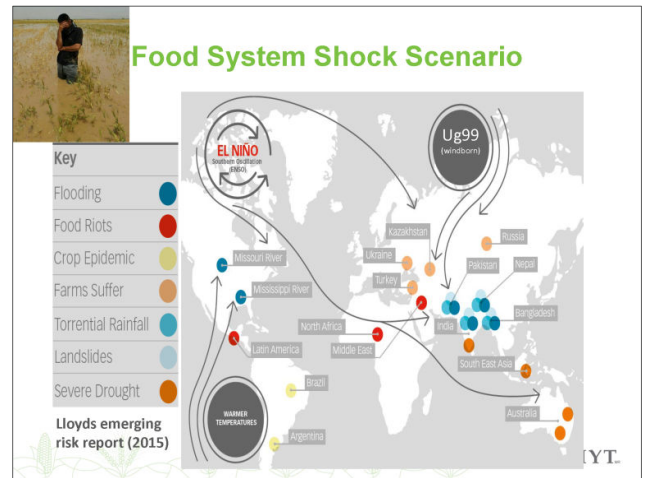 Food System Shock Scenario
Key
Flooding
Food Riots
Crop Epidemic
Farms Suffer
Torrential Rainfall
Landslides
Severe Drought
Lloyds emerging
risk report (2015)
EL NIÑO
Southern Oscillation
(ENSO)
Ug99
(windborn)
Missouri River
Mississippi River
Latin America
Brazil
Argentina
WARMER
TEMPERATURES
North Africa
Middle East
Kazakhstan
Ukraine
Turkey
Russia
Pakistan
Nepal
India
Bangladesh
South East Asia
Australia